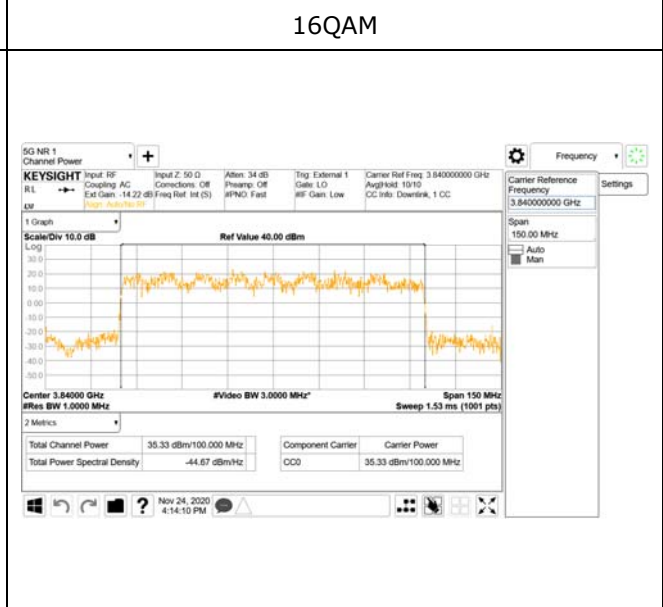 16QAM
5G NR 1
Channel Power
Frequency
KEYSIGHT
RL
Input: RF
Coupling: AC
Ext Gain: -14.22 dB
Align: Auto/No RF
Input Z: 50 Ω
Corrections: Off
Freq Ref: Int (S)
Atten: 34 dB
Preamp: Off
#PNO: Fast
Trig: External 1
Gate: LO
#IF Gain: Low
Carrier Ref Freq: 3.840000000 GHz
Avg|Hold: 10/10
CC Info: Downlink, 1 CC
Carrier Reference
Frequency
3.840000000 GHz
Settings
Span
150.00 MHz
Auto
Man
1 Graph
Scale/Div 10.0 dB
Ref Value 40.00 dBm
Log
30.0
20.0
10.0
0.00
-10.0
-20.0
-30.0
-40.0
-50.0
Center 3.84000 GHz
#Video BW 3.0000 MHz*
Span 150 MHz
#Res BW 1.0000 MHz
Sweep 1.53 ms (1001 pts)
2 Metrics
Total Channel Power 35.33 dBm/100.000 MHz
Total Power Spectral Density -44.67 dBm/Hz
Component Carrier Carrier Power
CC0 35.33 dBm/100.000 MHz
?
Nov 24, 2020
4:14:10 PM